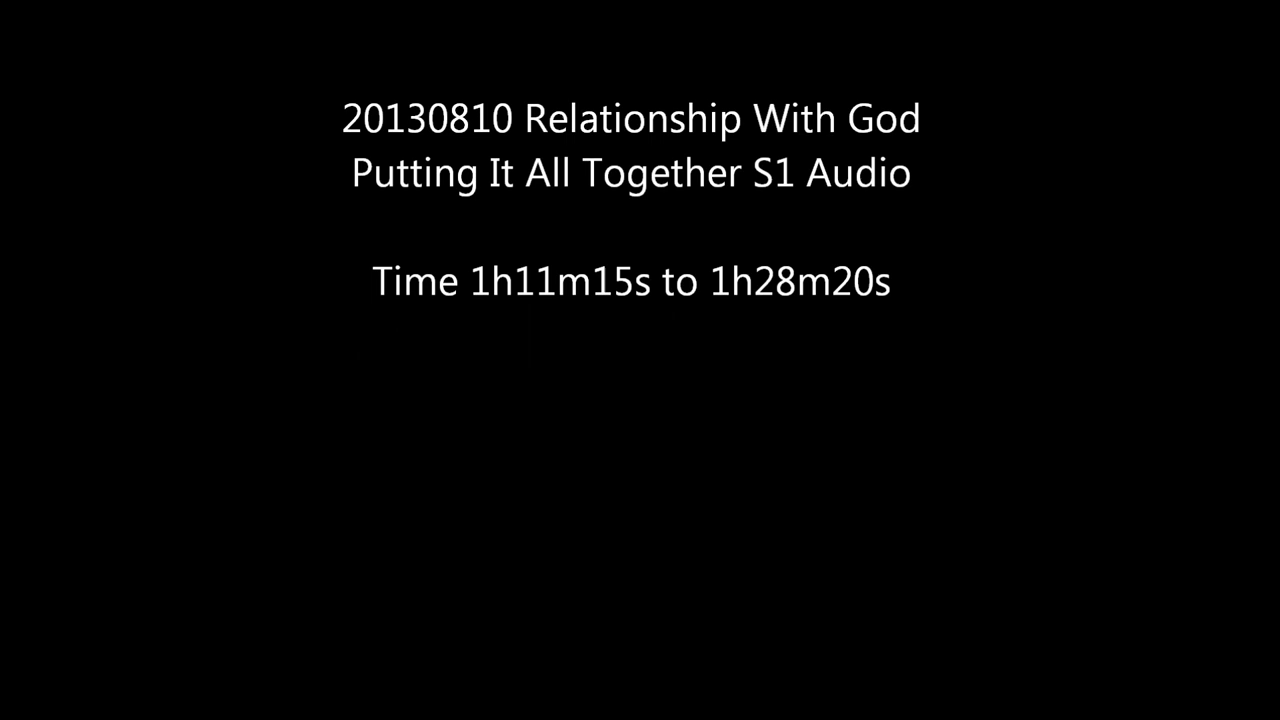 20130810 Relationship With God
Putting It All Together S1 Audio
Time 1h11m15s to 1h28m20s